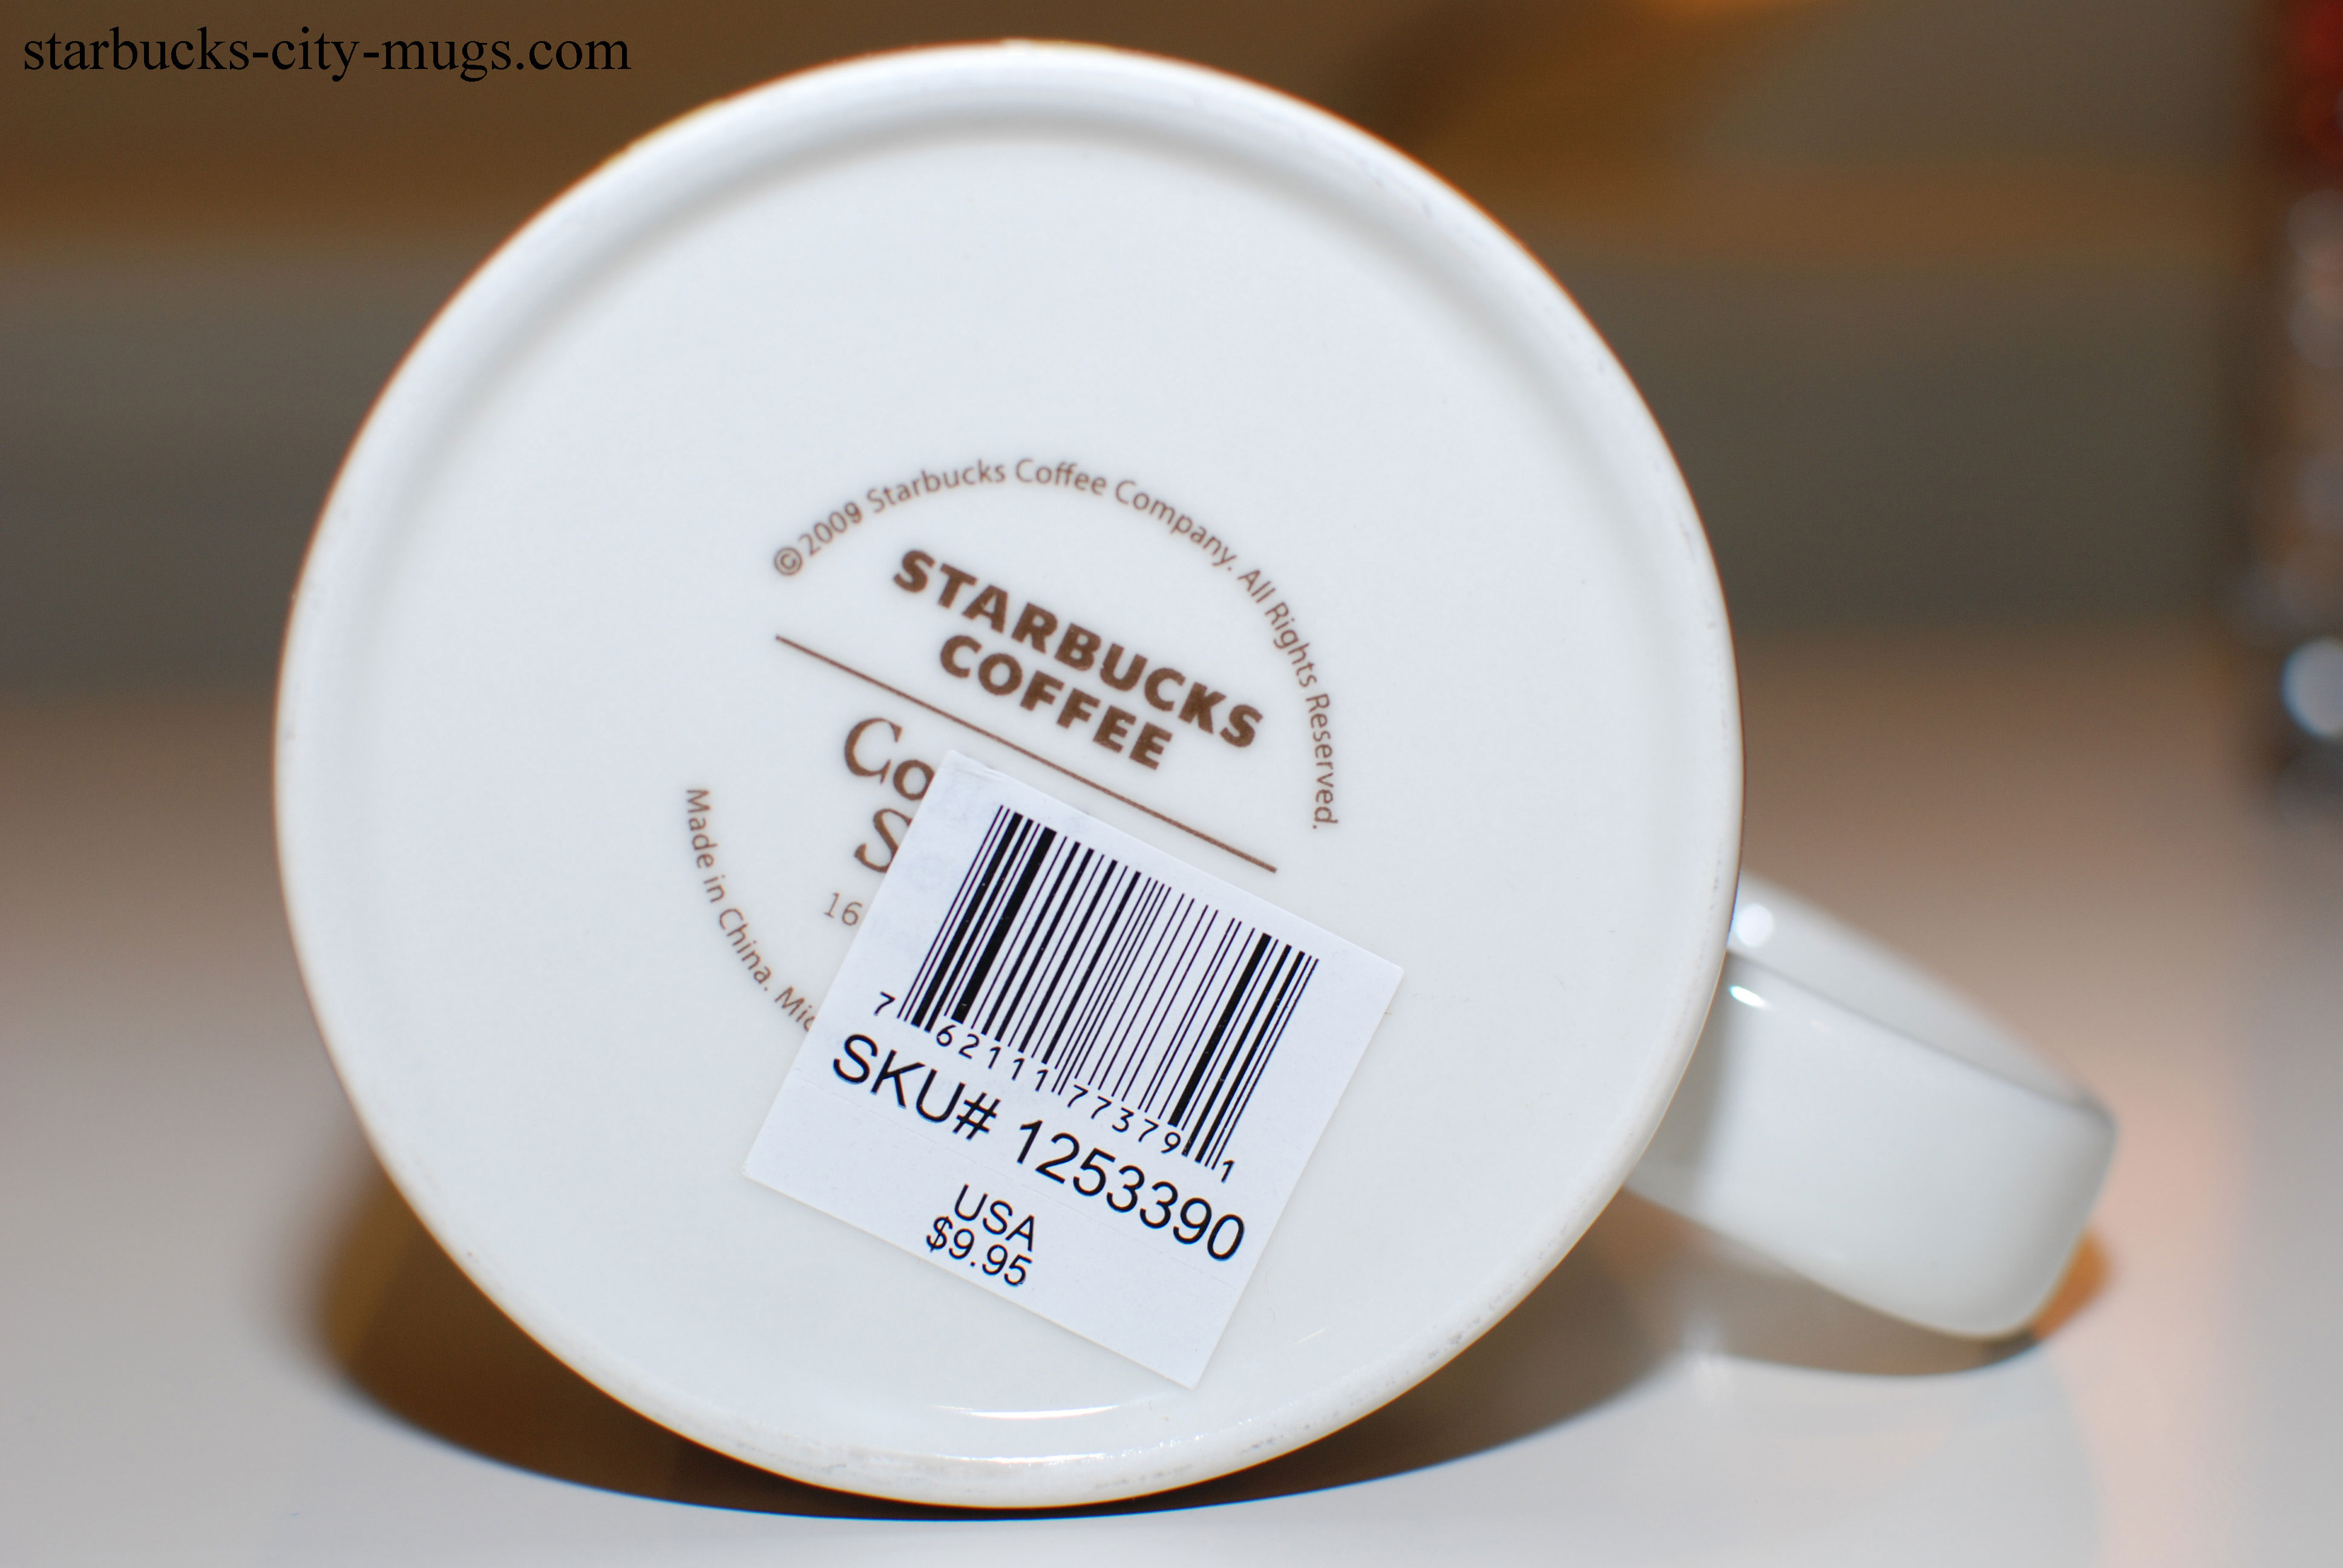 starbucks-city-mugs.com
©2009 Starbucks Coffee Company. All Rights Reserved.
STARBUCKS
COFFEE
16
Made in China.
7 62111 77379 1
SKU# 1253390
USA
$9.95